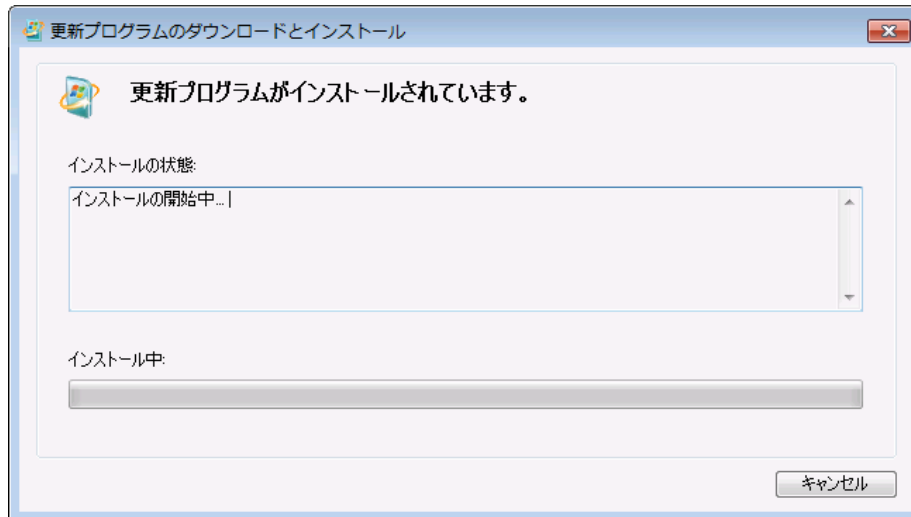 更新プログラムのダウンロードとインストール
更新プログラムがインストールされています。
インストールの状態:
インストールの開始中...
インストール中:
キャンセル